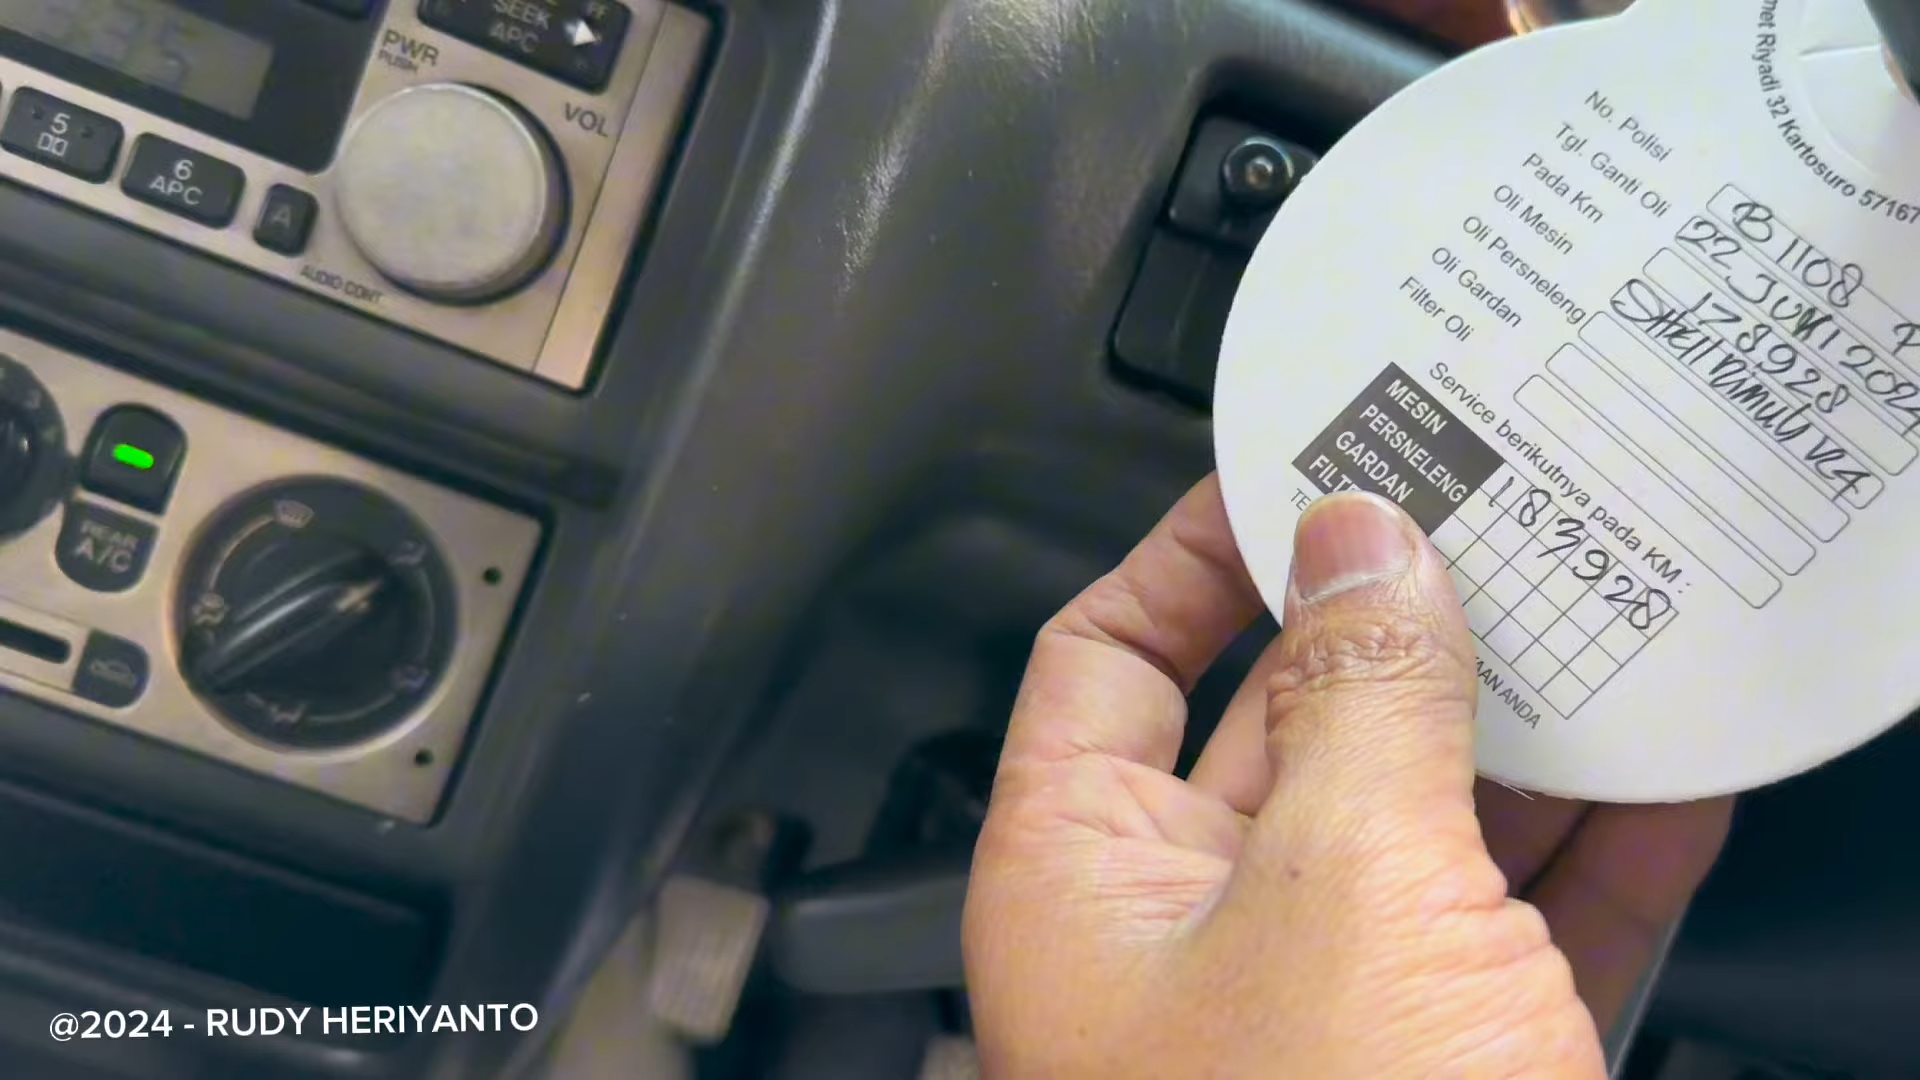 SEEK
APC
PWR
PUSH
VOL
5
6
APC
A
AUDIO CONT
REAR
A/C
Riyadi 32 Kartosuro 57167
No. Polisi
B 1108
Tgl. Ganti Oli
22 JUNI 2024
Pada Km
178928
Oli Mesin
SHell Rimula R4
Oli Persneleng
Oli Gardan
Filter Oli
Service berikutnya pada KM :
MESIN 183928
PERSNELENG
GARDAN
ANDA
@2024 - RUDY HERIYANTO